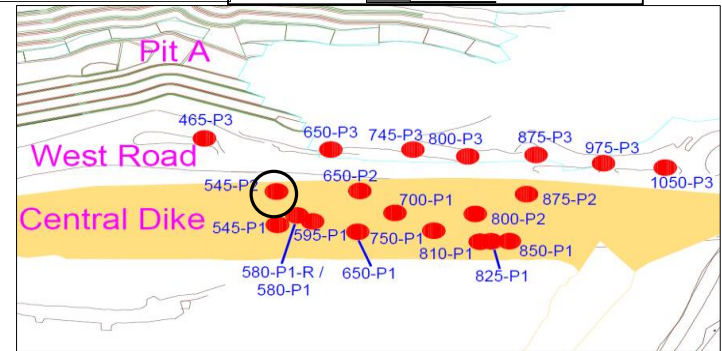 Pit A
465-P3
650-P3
745-P3
800-P3
875-P3
975-P3
1050-P3
West Road
545-P2
650-P2
875-P2
700-P1
800-P2
Central Dike
545-P1
595-P1
750-P1
810-P1
850-P1
580-P1-R /
580-P1
650-P1
825-P1